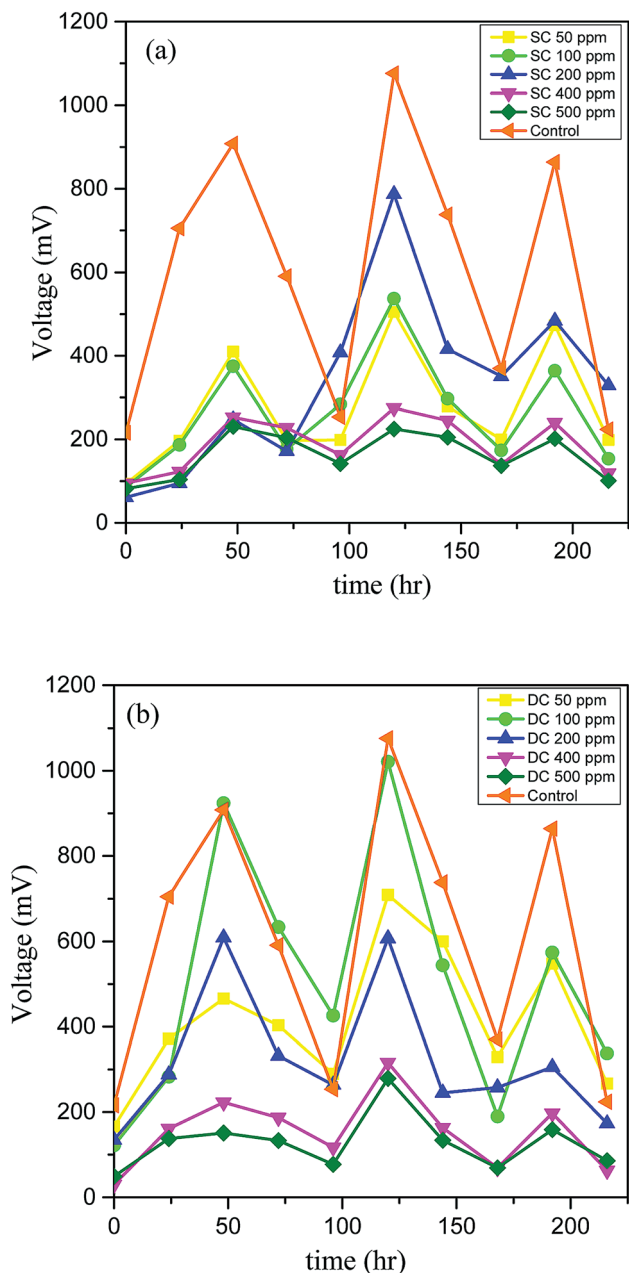 (a)
SC 50 ppm
SC 100 ppm
SC 200 ppm
SC 400 ppm
SC 500 ppm
Control
1200
1000
800
600
400
200
0
Voltage (mV)
0 50 100 150 200
time (hr)
(b)
DC 50 ppm
DC 100 ppm
DC 200 ppm
DC 400 ppm
DC 500 ppm
Control
1200
1000
800
600
400
200
0
Voltage (mV)
0 50 100 150 200
time (hr)